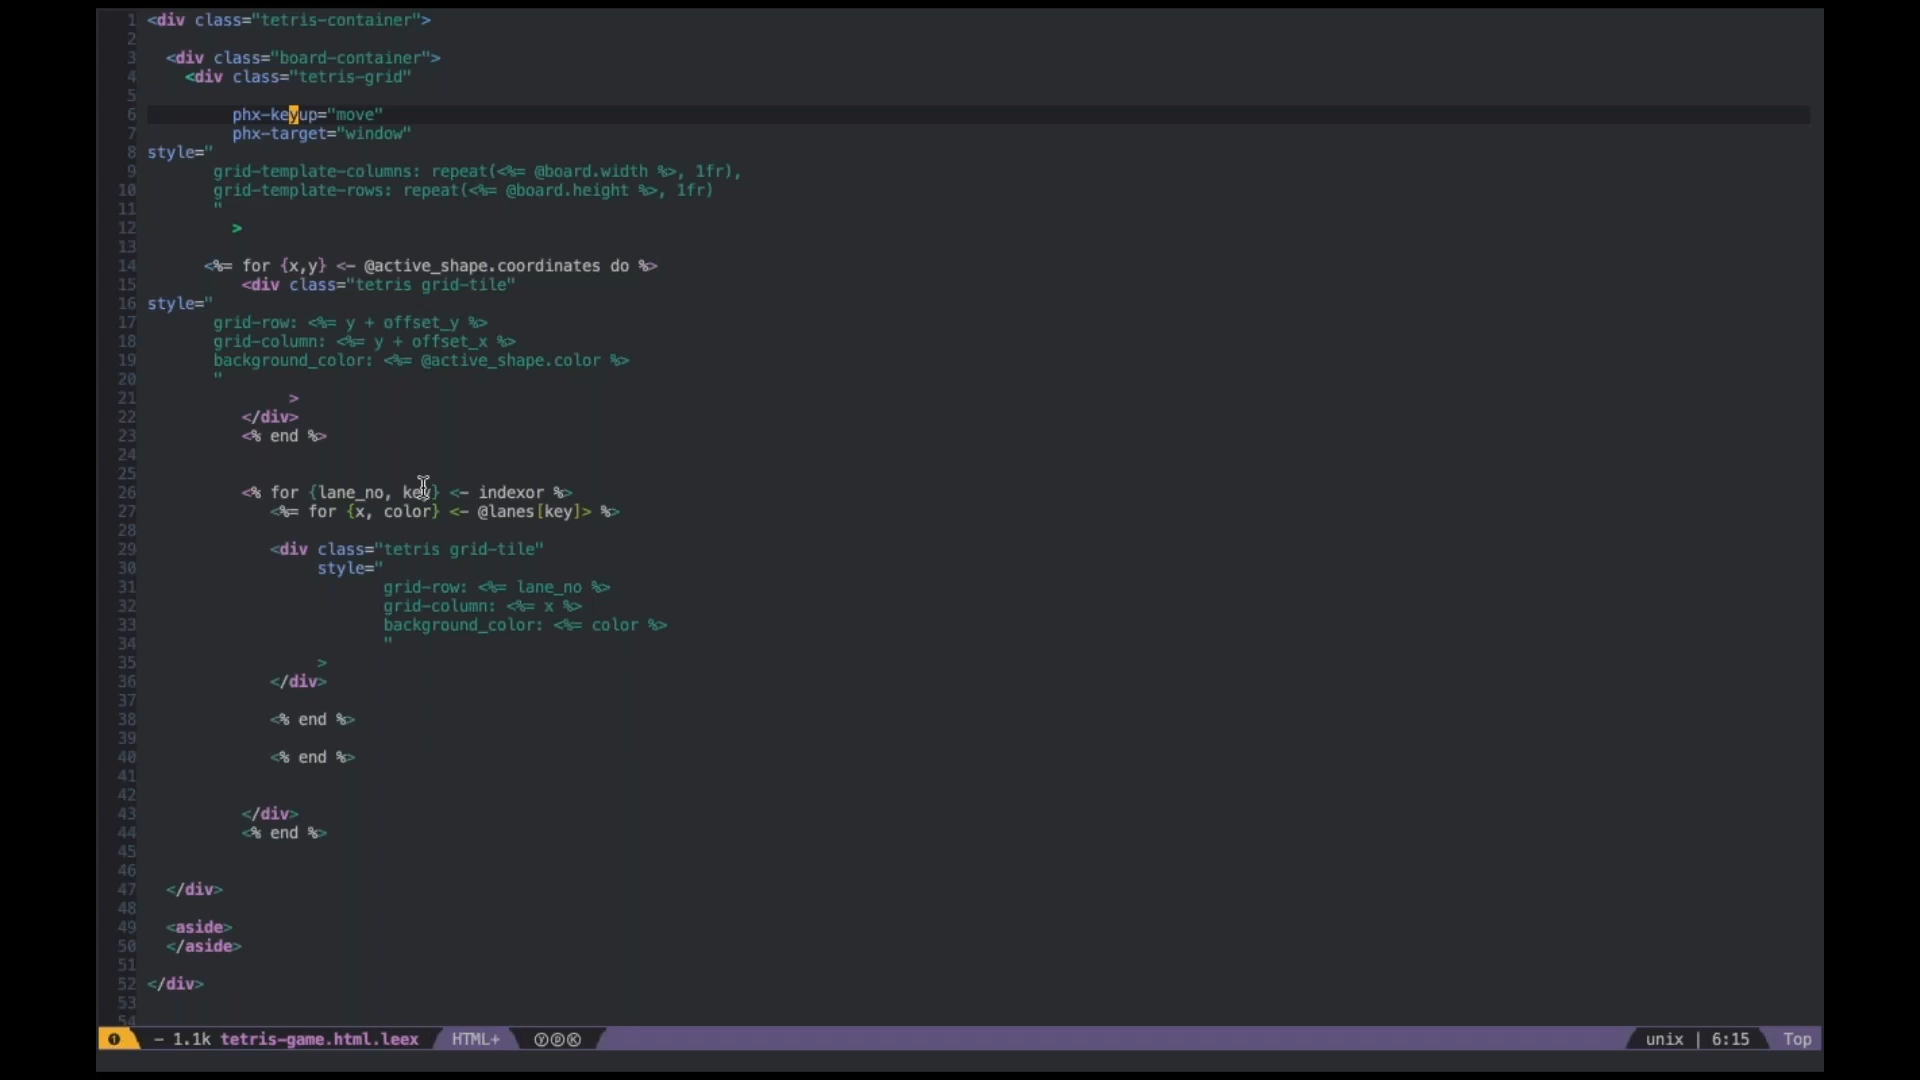 1 <div class="tetris-container">
2
3 <div class="board-container">
4 <div class="tetris-grid"
5
6 phx-keyup="move"
7 phx-target="window"
8 style="
9 grid-template-columns: repeat(<%= @board.width %>, 1fr),
10 grid-template-rows: repeat(<%= @board.height %>, 1fr)
11 "
12 >
13
14 <%= for {x,y} <- @active_shape.coordinates do %>
15 <div class="tetris grid-tile"
16 style="
17 grid-row: <%= y + offset_y %>
18 grid-column: <%= y + offset_x %>
19 background_color: <%= @active_shape.color %>
20 "
21 >
22 </div>
23 <% end %>
24
25
26 <% for {lane_no, key} <- indexor %>
27 <%= for {x, color} <- @lanes[key]> %>
28
29 <div class="tetris grid-tile"
30 style="
31 grid-row: <%= lane_no %>
32 grid-column: <%= x %>
33 background_color: <%= color %>
34 "
35 >
36 </div>
37
38 <% end %>
39
40 <% end %>
41
42
43 </div>
44 <% end %>
45
46
47 </div>
48
49 <aside>
50 </aside>
51
52 </div>
53
54
① - 1.1k tetris-game.html.leex HTML+ ⓨⓟⓀ unix | 6:15 Top